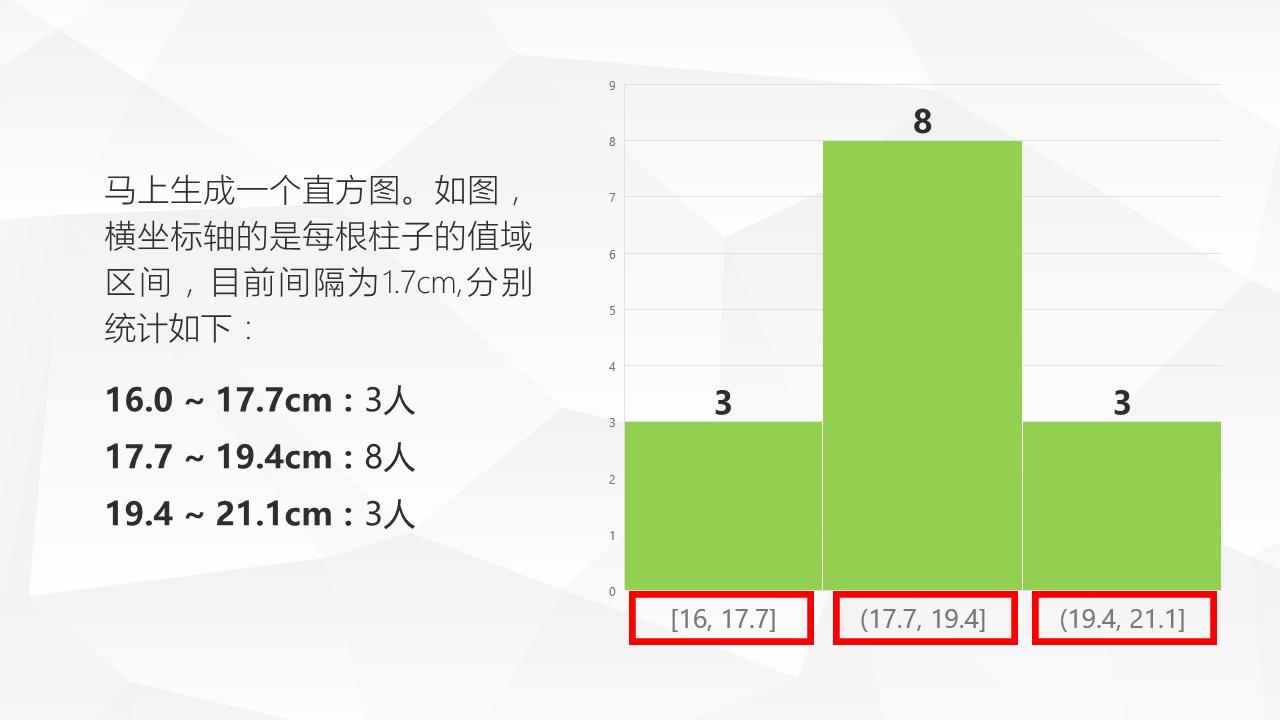 马上生成一个直方图。如图，
横坐标轴的是每根柱子的值域
区间，目前间隔为1.7cm,分别
统计如下：
16.0 ~ 17.7cm：3人
17.7 ~ 19.4cm：8人
19.4 ~ 21.1cm：3人
9
8
7
6
5
4
3
2
1
0
3
8
3
[16, 17.7]
(17.7, 19.4]
(19.4, 21.1]